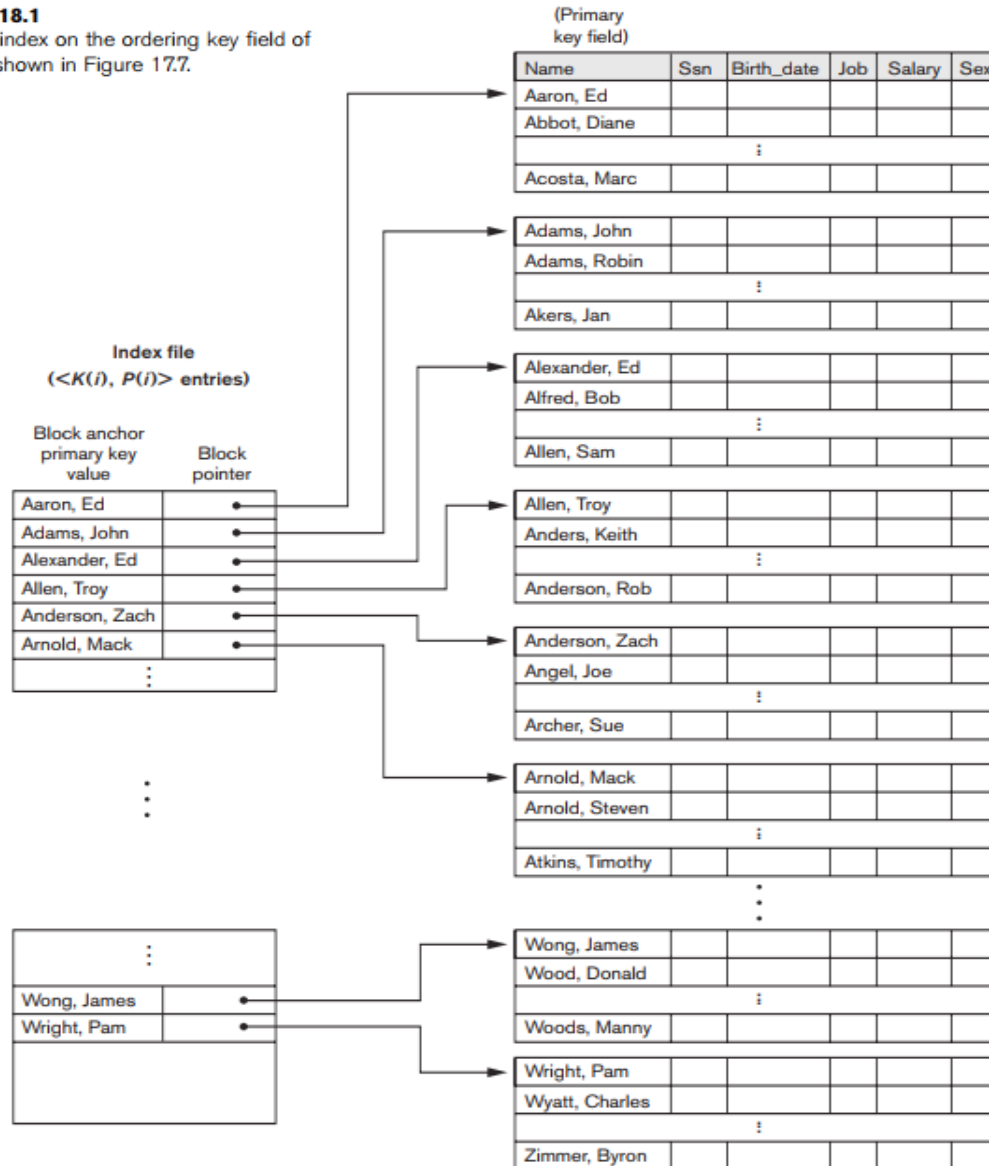 18.1
index on the ordering key field of
shown in Figure 17.7.
(Primary
key field)
Name Ssn Birth_date Job Salary Sex
Aaron, Ed
Abbot, Diane
⋮
Acosta, Marc
Adams, John
Adams, Robin
⋮
Akers, Jan
Alexander, Ed
Alfred, Bob
⋮
Allen, Sam
Allen, Troy
Anders, Keith
⋮
Anderson, Rob
Anderson, Zach
Angel, Joe
⋮
Archer, Sue
Arnold, Mack
Arnold, Steven
⋮
Atkins, Timothy
⋮
Wong, James
Wood, Donald
⋮
Woods, Manny
Wright, Pam
Wyatt, Charles
⋮
Zimmer, Byron
Index file
(<K(i), P(i)> entries)
Block anchor
primary key
value
Block
pointer
Aaron, Ed
Adams, John
Alexander, Ed
Allen, Troy
Anderson, Zach
Arnold, Mack
⋮
⋮
⋮
Wong, James
Wright, Pam